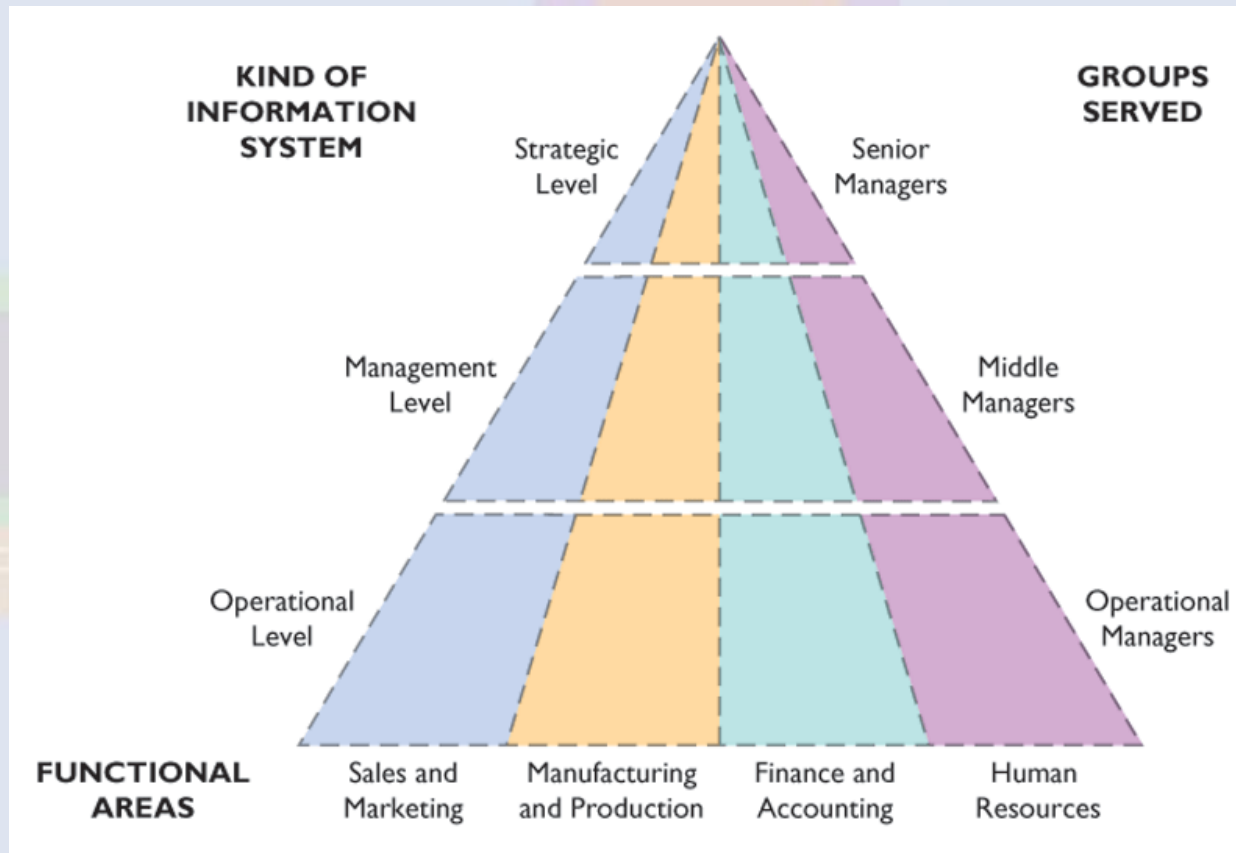 KIND OF
INFORMATION
SYSTEM
GROUPS
SERVED
Strategic
Level
Senior
Managers
Management
Level
Middle
Managers
Operational
Level
Operational
Managers
FUNCTIONAL
AREAS
Sales and
Marketing
Manufacturing
and Production
Finance and
Accounting
Human
Resources